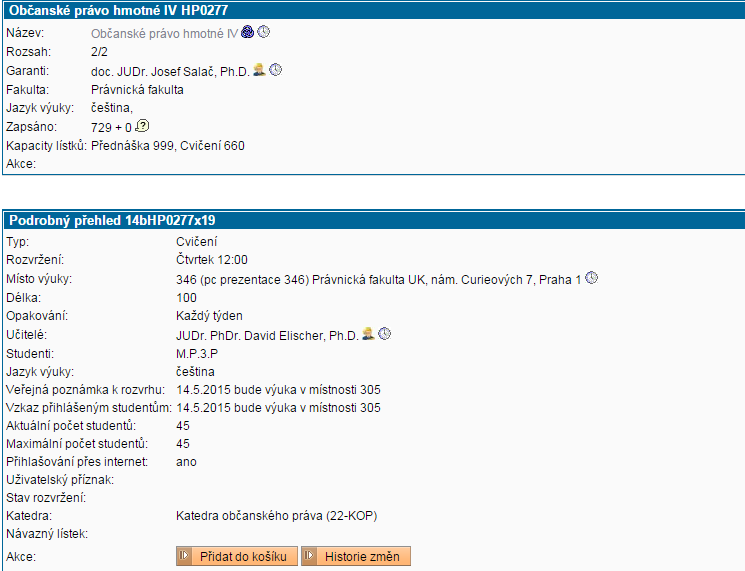 Občanské právo hmotné IV HP0277
Název: Občanské právo hmotné IV
Rozsah: 2/2
Garanti: doc. JUDr. Josef Salač, Ph.D.
Fakulta: Právnická fakulta
Jazyk výuky: čeština,
Zapsáno: 729 + 0
Kapacity lístků: Přednáška 999, Cvičení 660
Akce:
Podrobný přehled 14bHP0277x19
Typ: Cvičení
Rozvržení: Čtvrtek 12:00
Místo výuky: 346 (pc prezentace 346) Právnická fakulta UK, nám. Curieových 7, Praha 1
Délka: 100
Opakování: Každý týden
Učitelé: JUDr. PhDr. David Elischer, Ph.D.
Studenti: M.P.3.P
Jazyk výuky: čeština
Veřejná poznámka k rozvrhu: 14.5.2015 bude výuka v místnosti 305
Vzkaz přihlášeným studentům: 14.5.2015 bude výuka v místnosti 305
Aktuální počet studentů: 45
Maximální počet studentů: 45
Přihlašování přes internet: ano
Uživatelský příznak:
Stav rozvržení:
Katedra: Katedra občanského práva (22-KOP)
Návazný lístek:
Akce: Přidat do košíku Historie změn